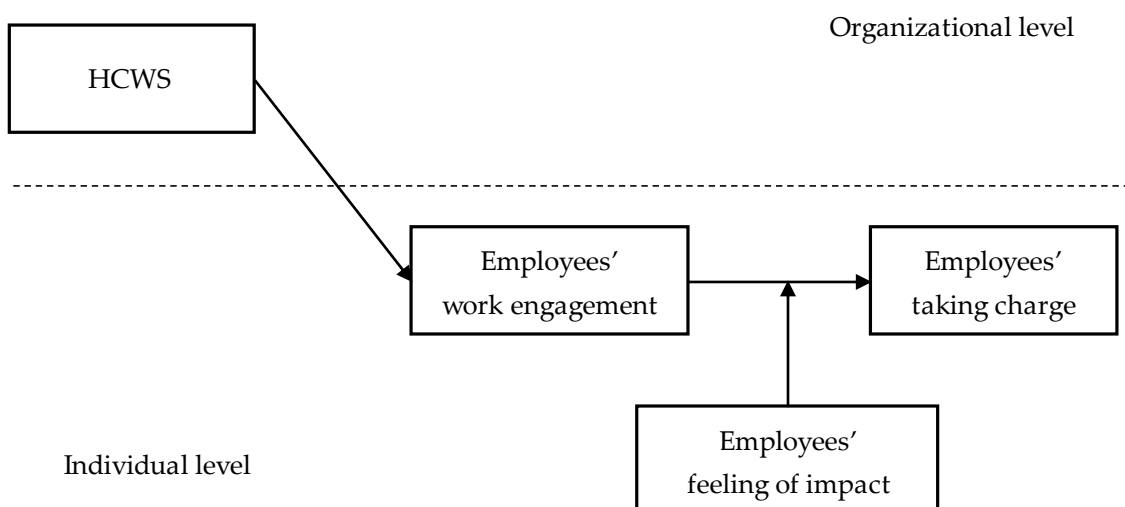 Organizational level
HCWS
Employees’
work engagement
Employees’
taking charge
Employees’
feeling of impact
Individual level